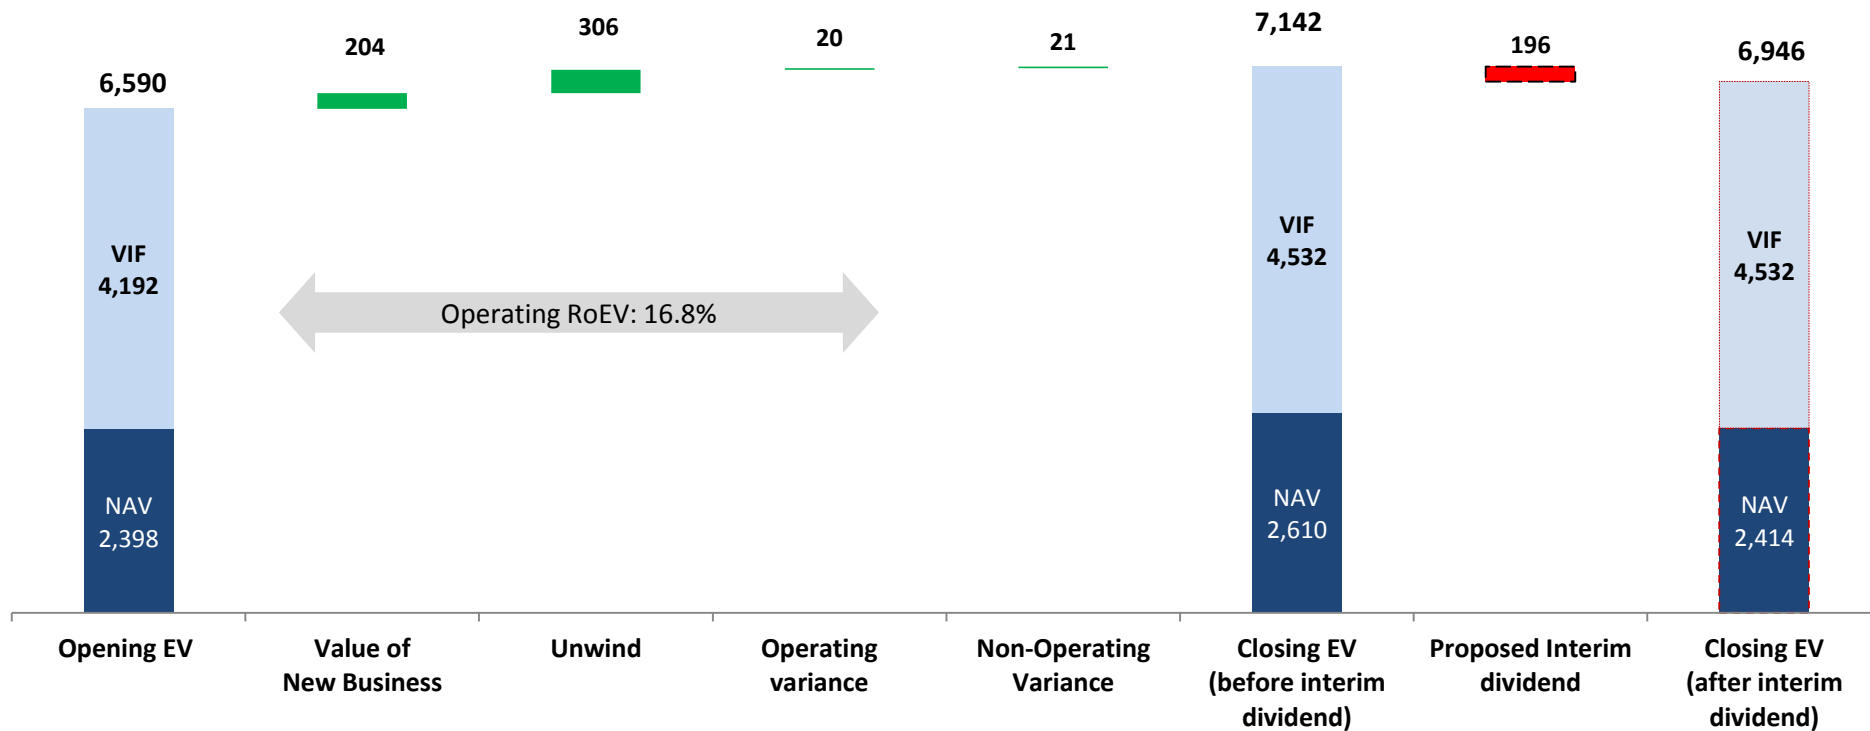 6,590
204
306
20
21
7,142
196
6,946
VIF
4,192
NAV
2,398
Operating RoEV: 16.8%
VIF
4,532
NAV
2,610
VIF
4,532
NAV
2,414
Opening EV
Value of
New Business
Unwind
Operating
variance
Non-Operating
Variance
Closing EV
(before interim
dividend)
Proposed Interim
dividend
Closing EV
(after interim
dividend)